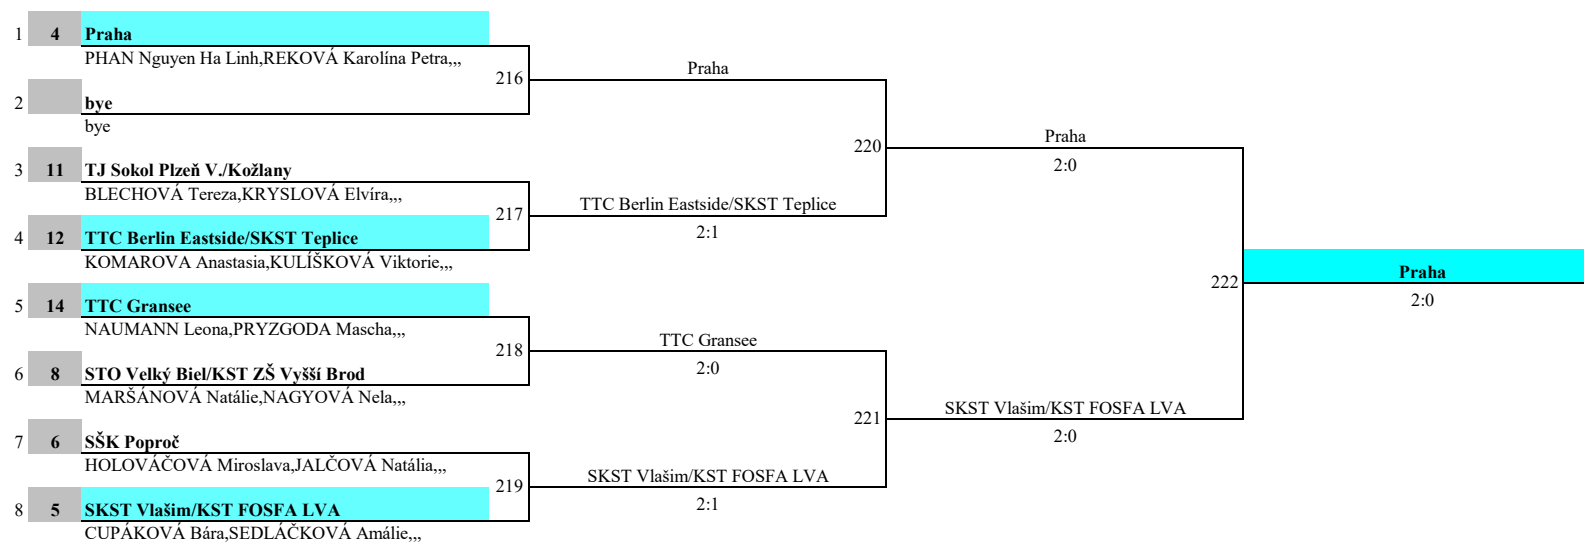 1 4 Praha
PHAN Nguyen Ha Linh,REKOVÁ Karolína Petra,,,
216
Praha
2 bye
bye
220
Praha
2:0
3 11 TJ Sokol Plzeň V./Kožlany
BLECHOVÁ Tereza,KRYSLOVÁ Elvíra,,,
217
TTC Berlin Eastside/SKST Teplice
2:1
4 12 TTC Berlin Eastside/SKST Teplice
KOMAROVA Anastasia,KULÍŠKOVÁ Viktorie,,,
222
Praha
2:0
5 14 TTC Gransee
NAUMANN Leona,PRYZGODA Mascha,,,
218
TTC Gransee
2:0
6 8 STO Velký Biel/KST ZŠ Vyšší Brod
MARŠÁNOVÁ Natálie,NAGYOVÁ Nela,,,
221
SKST Vlašim/KST FOSFA LVA
2:0
7 6 SŠK Poproč
HOLOVÁČOVÁ Miroslava,JALČOVÁ Natália,,,
219
SKST Vlašim/KST FOSFA LVA
2:1
8 5 SKST Vlašim/KST FOSFA LVA
CUPÁKOVÁ Bára,SEDLÁČKOVÁ Amálie,,,